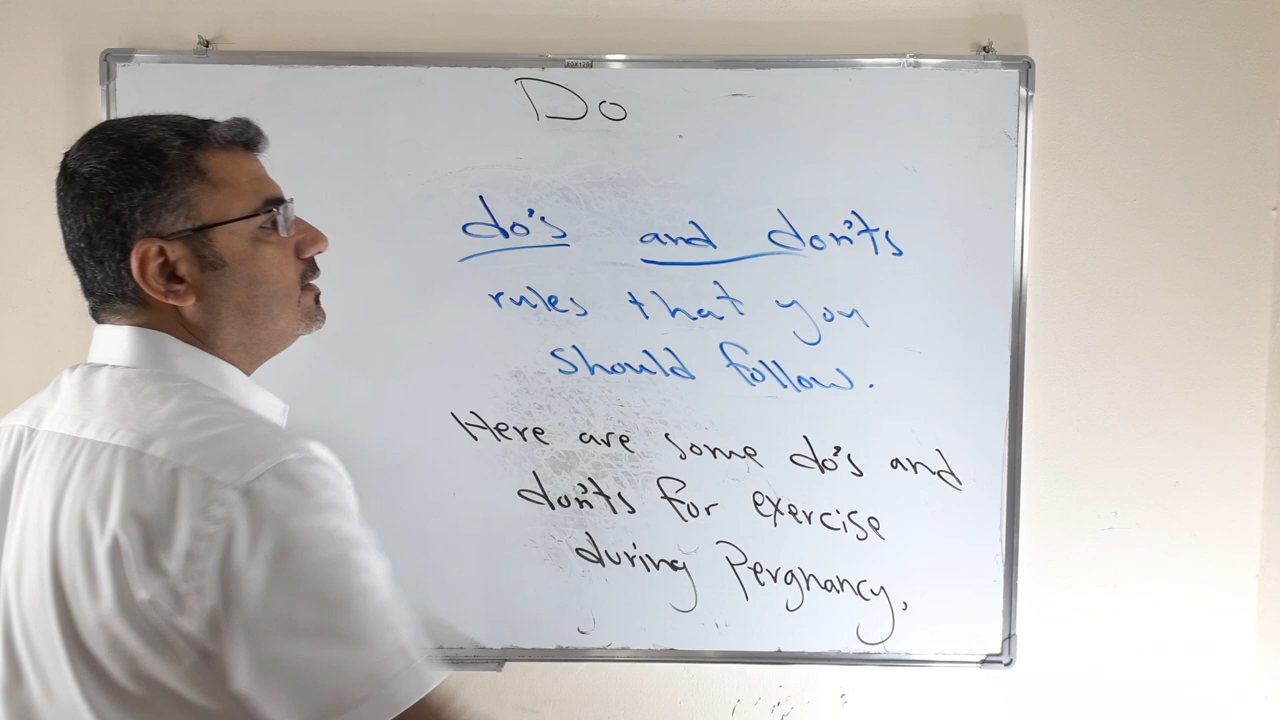 Do
do's and don'ts
rules that you
should follow.
Here are some do's and
don'ts for exercise
during Pergnancy.